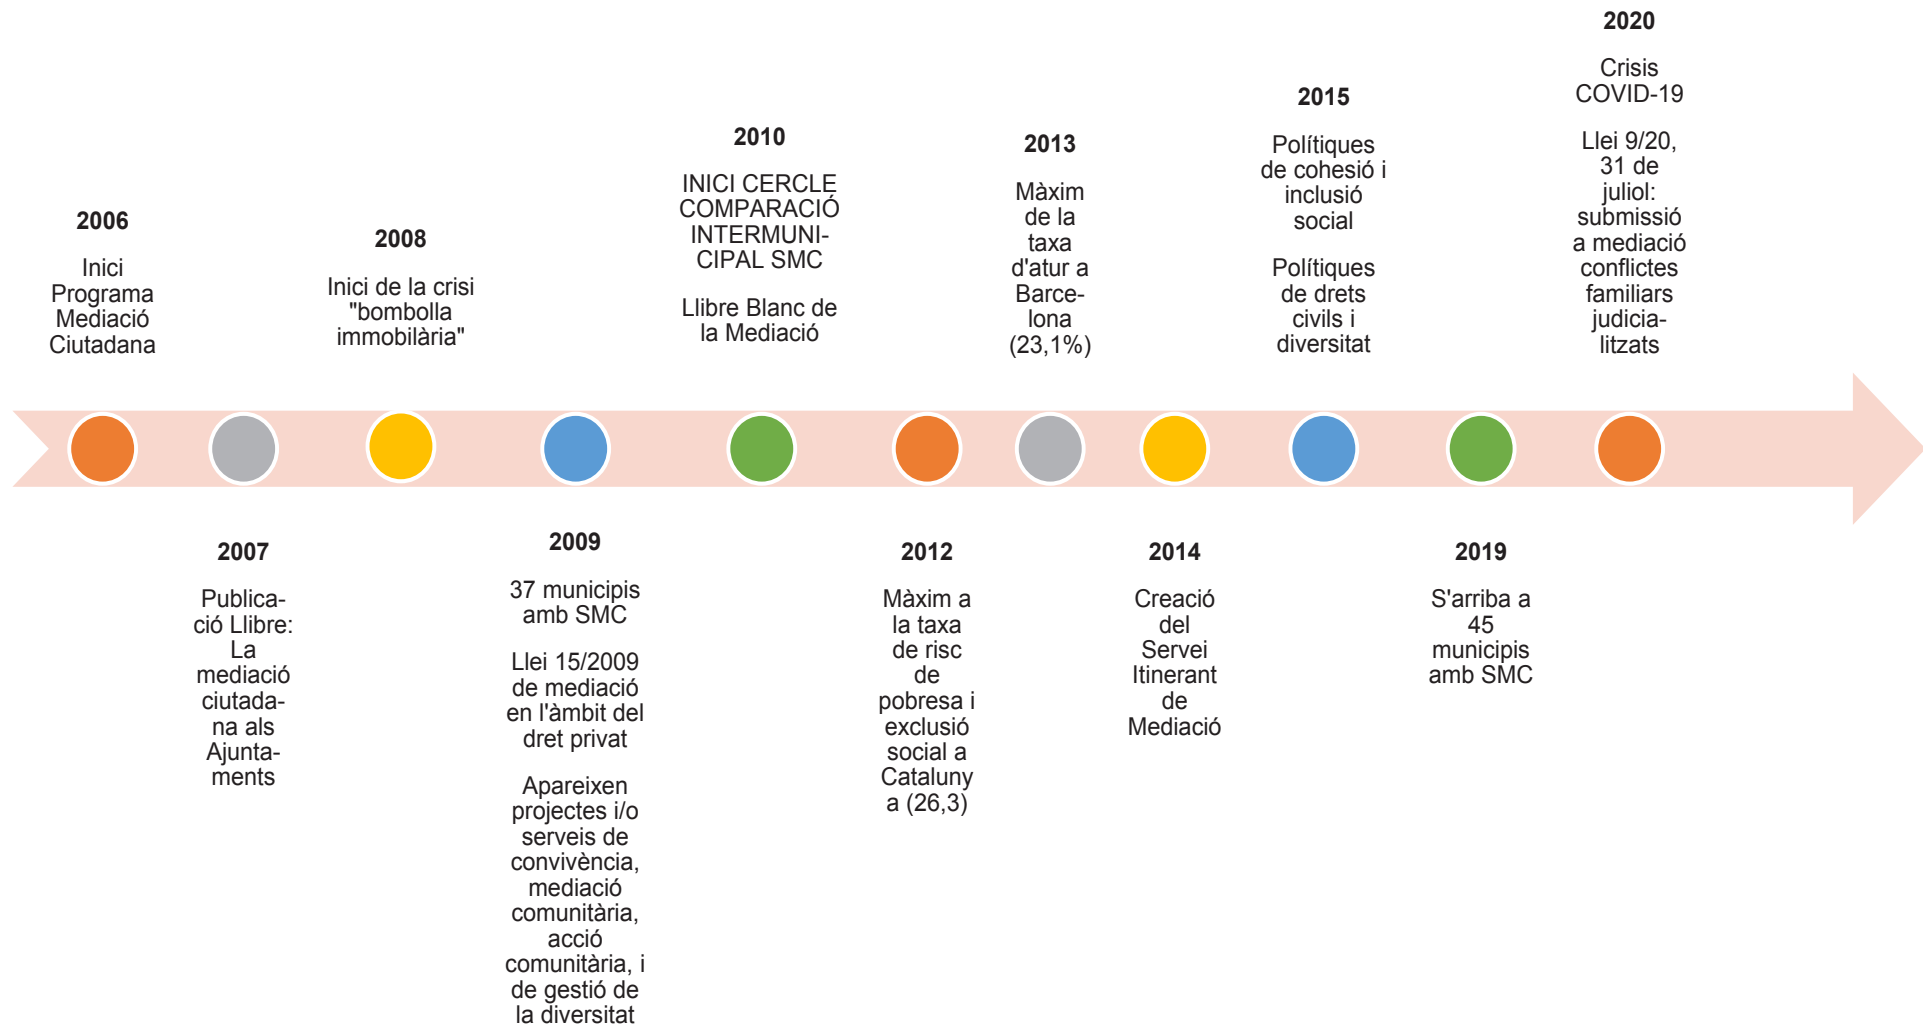 2006
Inici
Programa
Mediació
Ciutadana
2007
Publica-
ció Llibre:
La
mediació
ciutada-
na als
Ajunta-
ments
2008
Inici de la crisi
"bombolla
immobilària"
2009
37 municipis
amb SMC
Llei 15/2009
de mediació
en l'àmbit del
dret privat
Apareixen
projectes i/o
serveis de
convivència,
mediació
comunitària,
acció
comunitària, i
de gestió de
la diversitat
2010
INICI CERCLE
COMPARACIÓ
INTERMUNI-
CIPAL SMC
Llibre Blanc de
la Mediació
2012
Màxim a
la taxa
de risc
de
pobresa i
exclusió
social a
Cataluny
a (26,3)
2013
Màxim
de la
taxa
d'atur a
Barce-
lona
(23,1%)
2014
Creació
del
Servei
Itinerant
de
Mediació
2015
Polítiques
de cohesió i
inclusió
social
Polítiques
de drets
civils i
diversitat
2019
S'arriba a
45
municipis
amb SMC
2020
Crisis
COVID-19
Llei 9/20,
31 de
juliol:
submissió
a mediació
conflictes
familiars
judicia-
litzats